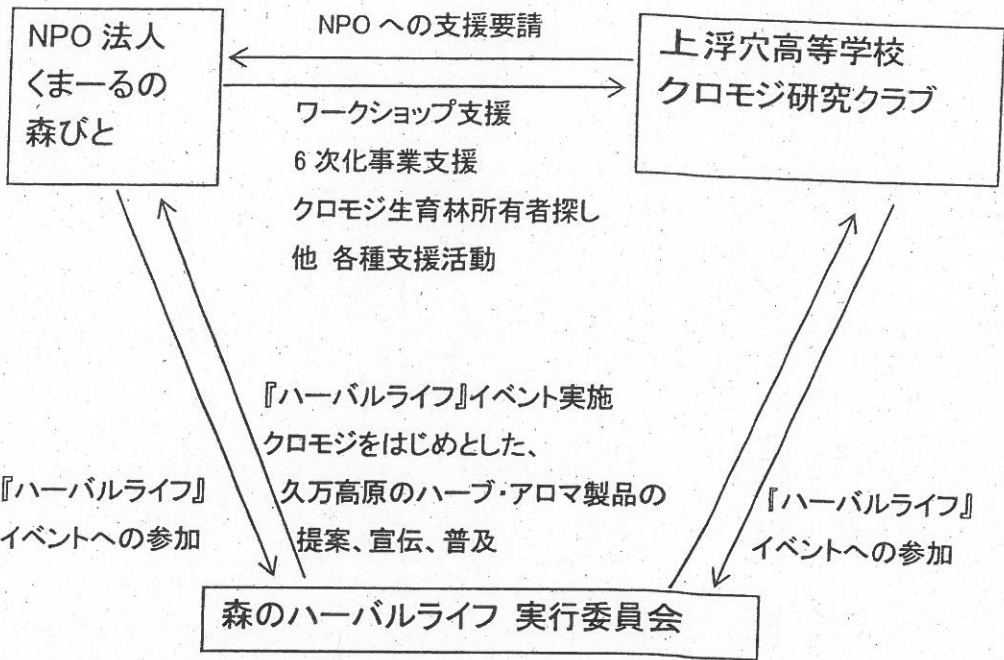 NPO 法人
くまーるの
森びと
NPO への支援要請
上浮穴高等学校
クロモジ研究クラブ
ワークショップ支援
6 次化事業支援
クロモジ生育林所有者探し
他 各種支援活動
『ハーバルライフ』イベント実施
クロモジをはじめとした、
久万高原のハーブ・アロマ製品の
提案、宣伝、普及
『ハーバルライフ』
イベントへの参加
『ハーバルライフ』
イベントへの参加
森のハーバルライフ 実行委員会